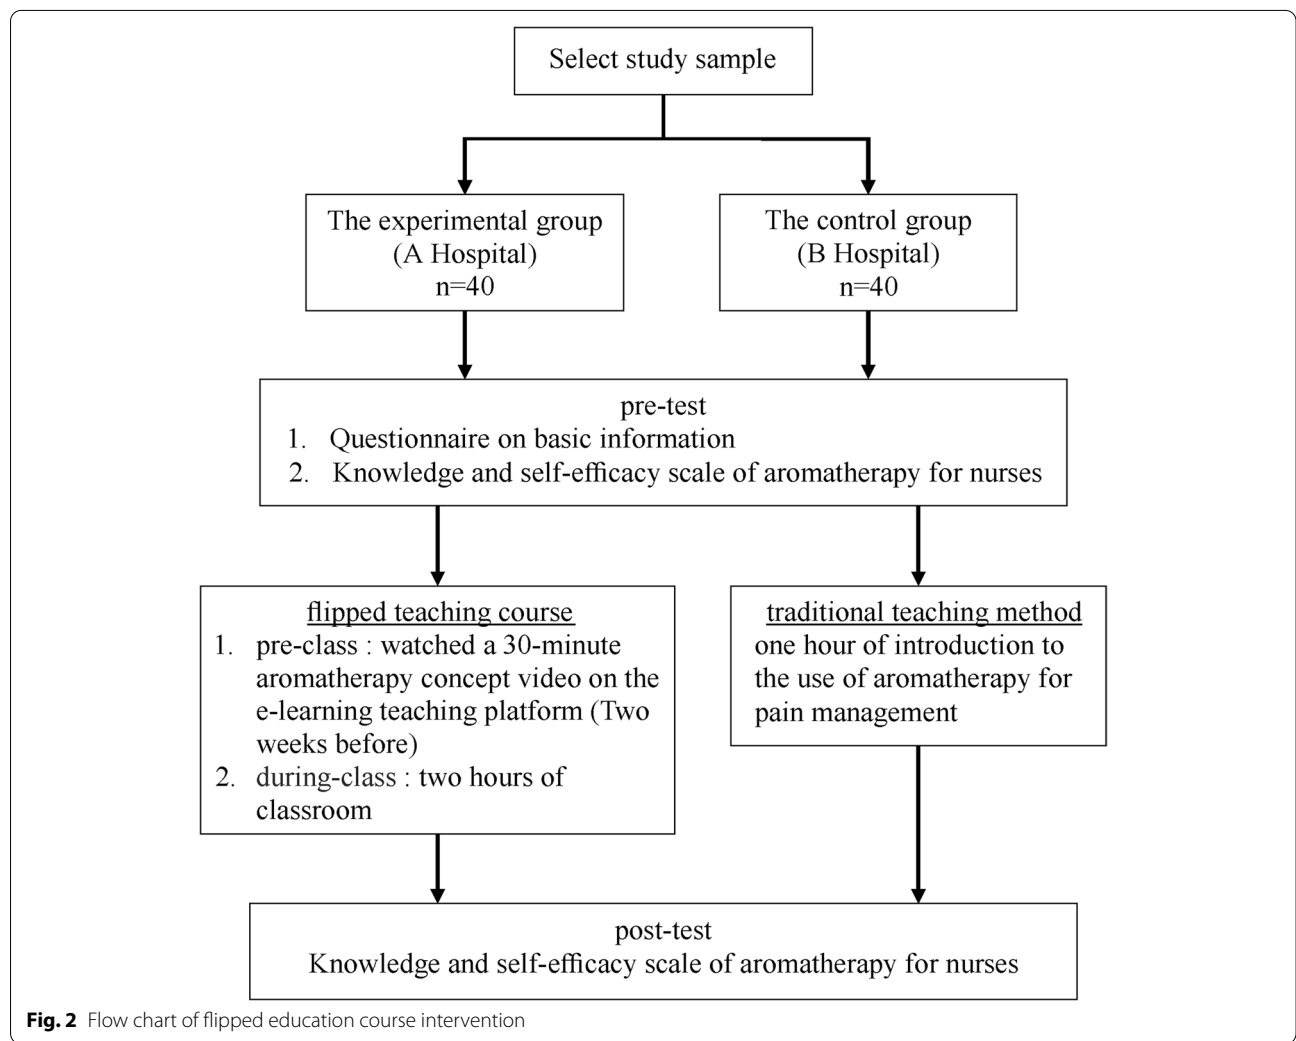 Select study sample
The experimental group
(A Hospital)
n=40
The control group
(B Hospital)
n=40
pre-test
1. Questionnaire on basic information
2. Knowledge and self-efficacy scale of aromatherapy for nurses
flipped teaching course
1. pre-class : watched a 30-minute
aromatherapy concept video on the
e-learning teaching platform (Two
weeks before)
2. during-class : two hours of
classroom
traditional teaching method
one hour of introduction to
the use of aromatherapy for
pain management
post-test
Knowledge and self-efficacy scale of aromatherapy for nurses
Fig. 2 Flow chart of flipped education course intervention